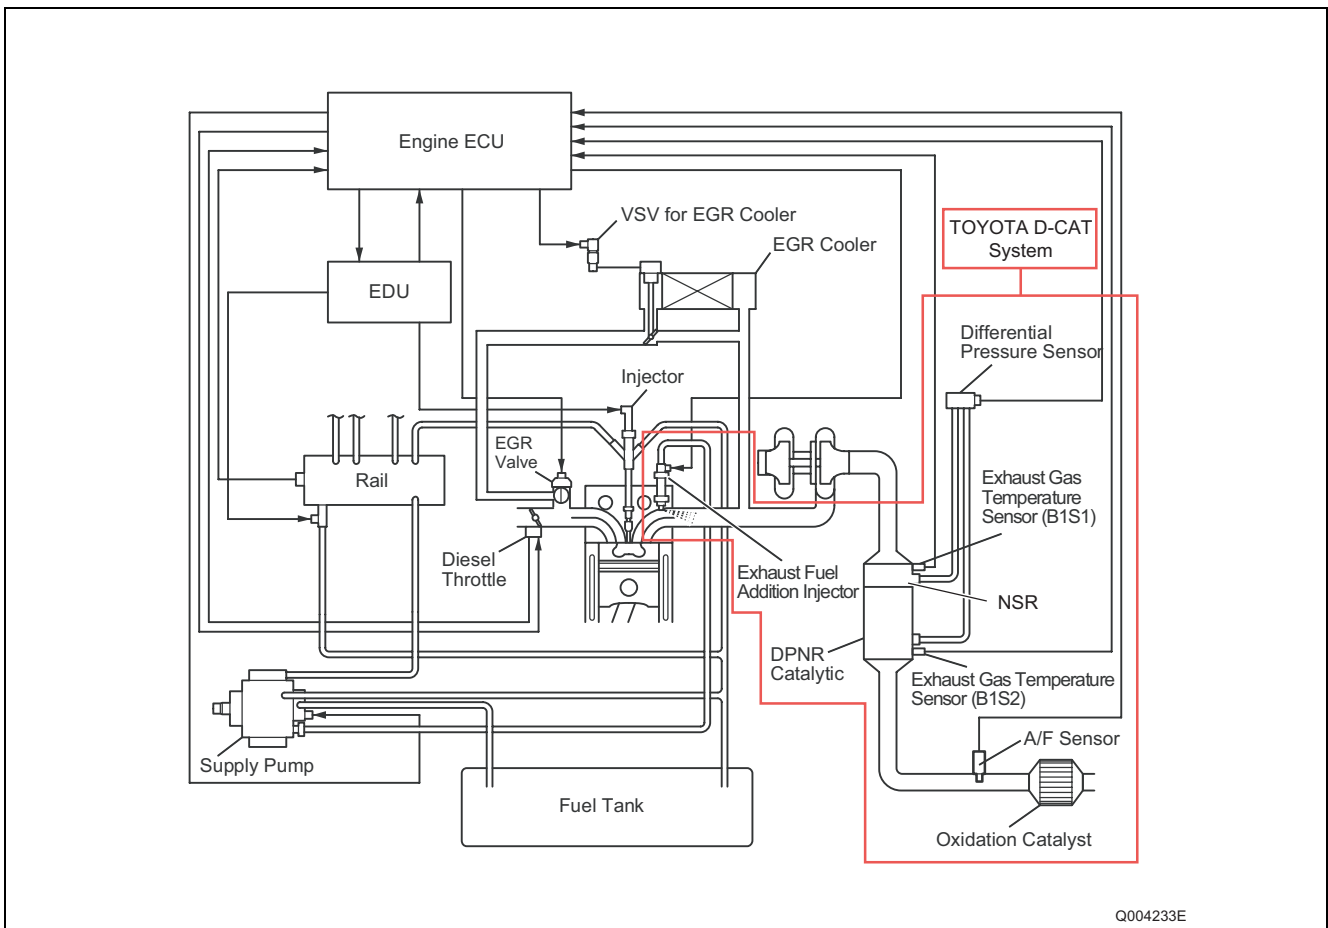 Engine ECU
VSV for EGR Cooler
EGR Cooler
TOYOTA D-CAT
System
EDU
Differential
Pressure Sensor
Injector
EGR
Valve
Rail
Exhaust Gas
Temperature
Sensor (B1S1)
Diesel
Throttle
Exhaust Fuel
Addition Injector
NSR
DPNR
Catalytic
Exhaust Gas Temperature
Sensor (B1S2)
A/F Sensor
Supply Pump
Fuel Tank
Oxidation Catalyst
Q004233E